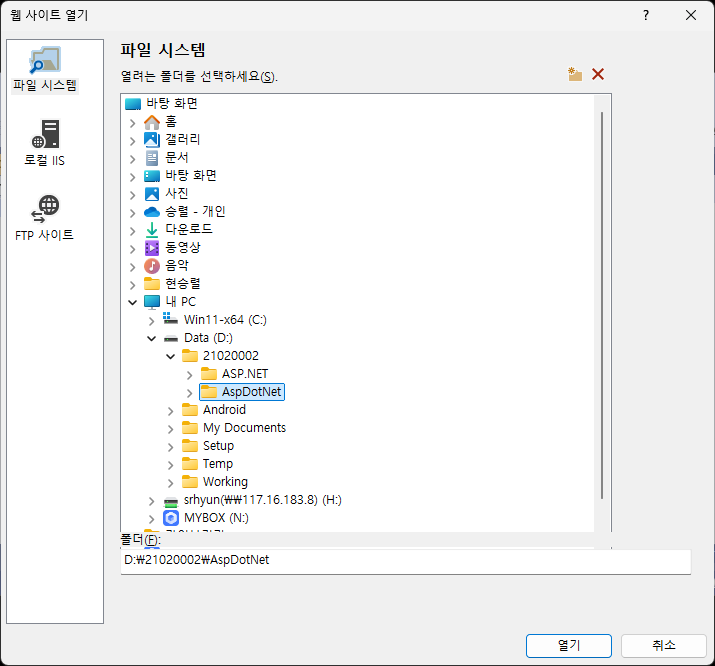 웹 사이트 열기
?
파일 시스템
로컬 IIS
FTP 사이트
파일 시스템
열려는 폴더를 선택하세요(S).
바탕 화면
홈
갤러리
문서
바탕 화면
사진
승렬 - 개인
다운로드
동영상
음악
현승렬
내 PC
Win11-x64 (C:)
Data (D:)
21020002
ASP.NET
AspDotNet
Android
My Documents
Setup
Temp
Working
srhyun(₩₩117.16.183.8) (H:)
MYBOX (N:)
폴더(F):
D:₩21020002₩AspDotNet
열기
취소